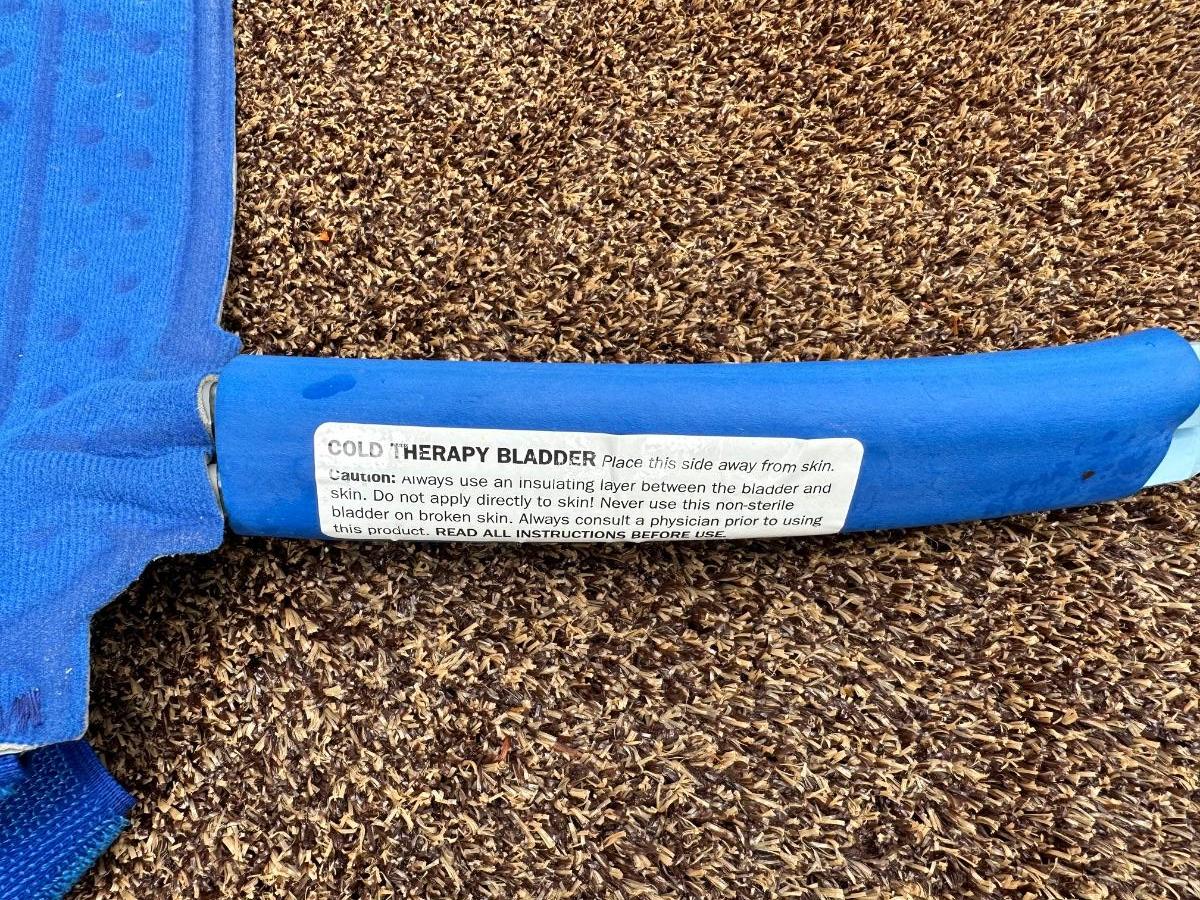 COLD THERAPY BLADDER Place this side away from skin.
Caution: Always use an insulating layer between the bladder and
skin. Do not apply directly to skin! Never use this non-sterile
bladder on broken skin. Always consult a physician prior to using
this product. READ ALL INSTRUCTIONS BEFORE USE.